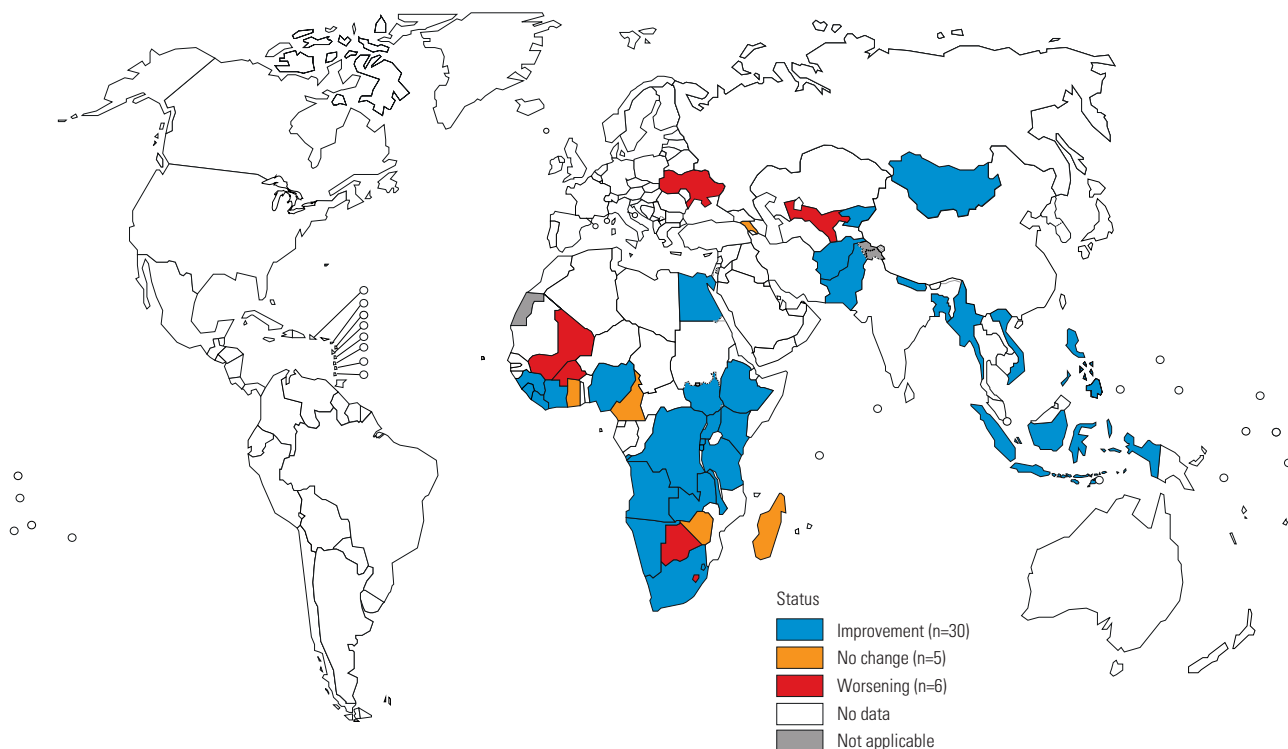 Status
Improvement (n=30)
No change (n=5)
Worsening (n=6)
No data
Not applicable